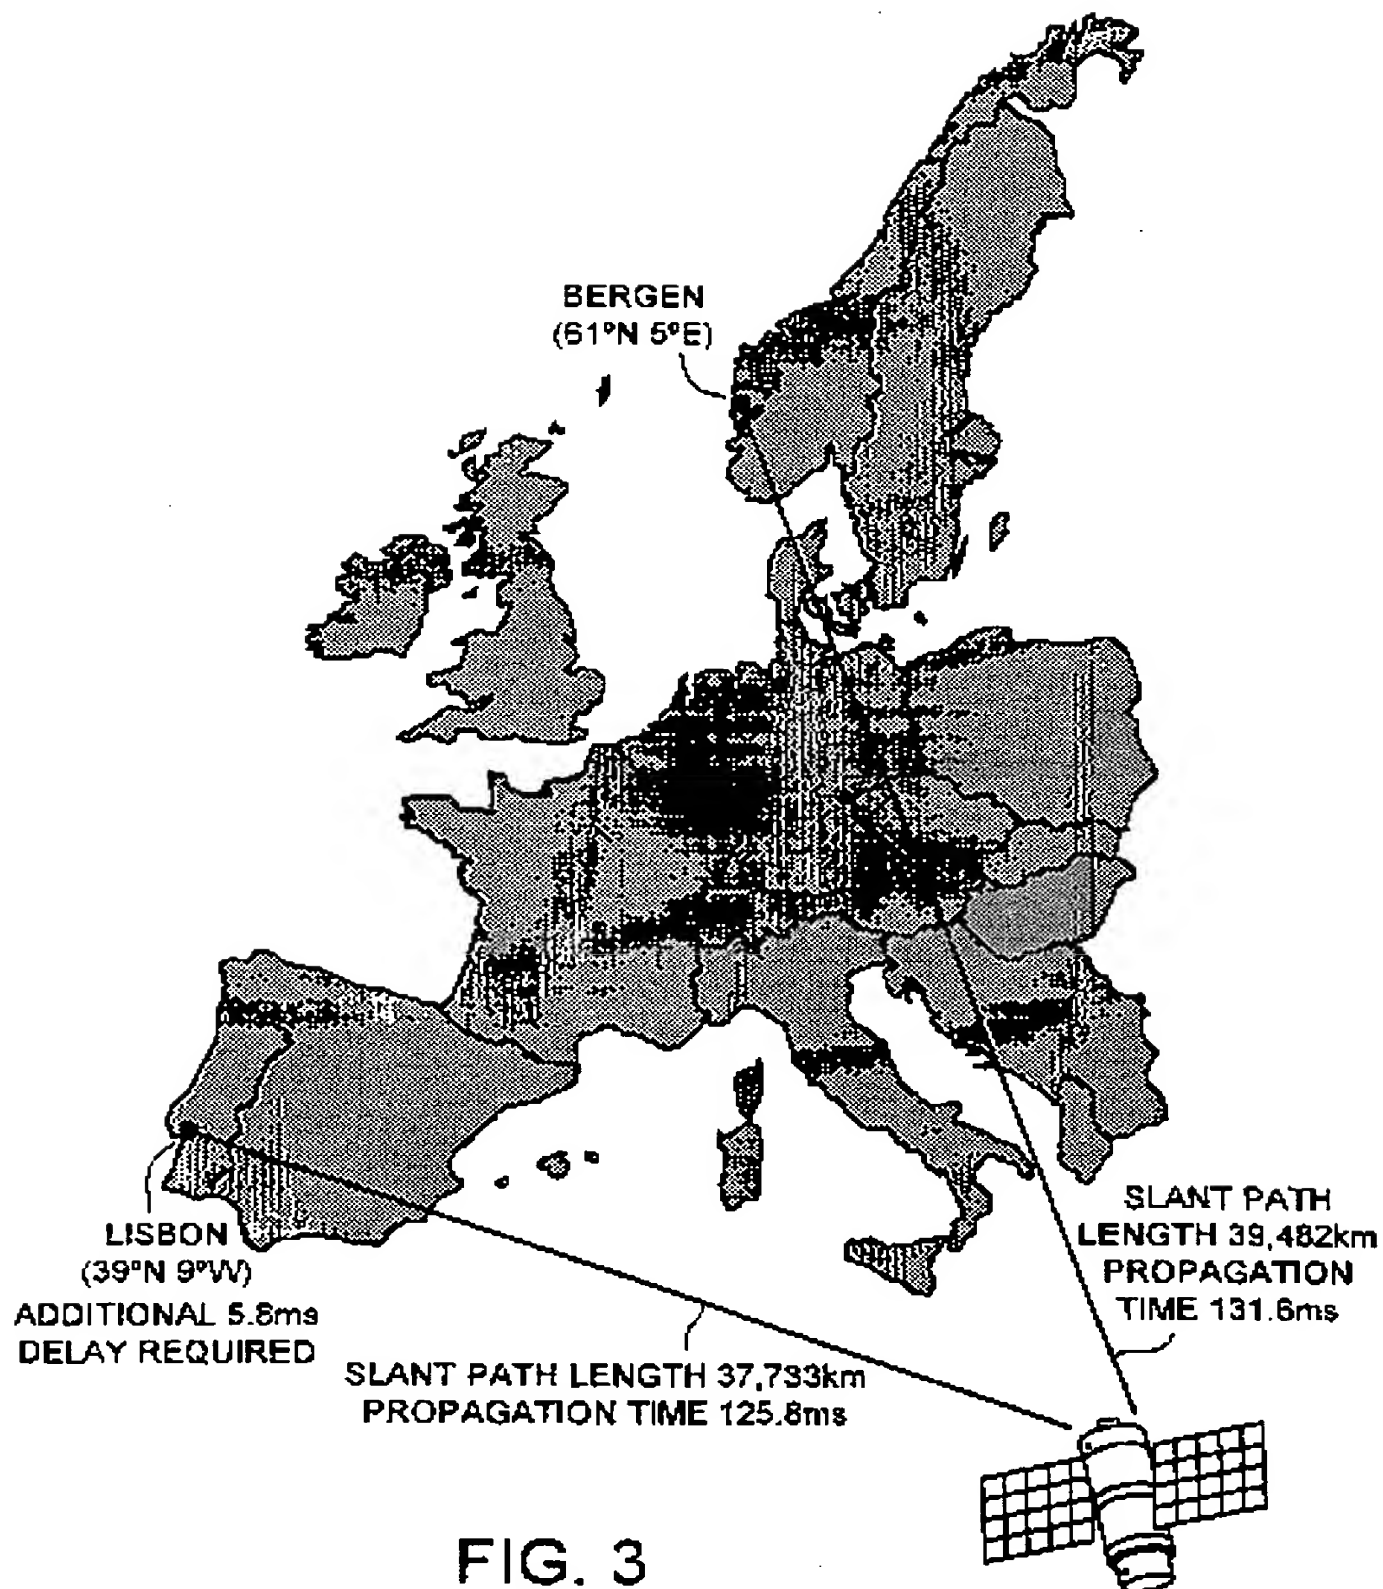 BERGEN
(61°N 5°E)
SLANT PATH
LENGTH 39,482km
PROPAGATION
TIME 131.6ms
LISBON
(39°N 9°W)
ADDITIONAL 5.8ms
DELAY REQUIRED
SLANT PATH LENGTH 37,733km
PROPAGATION TIME 125.8ms
FIG. 3